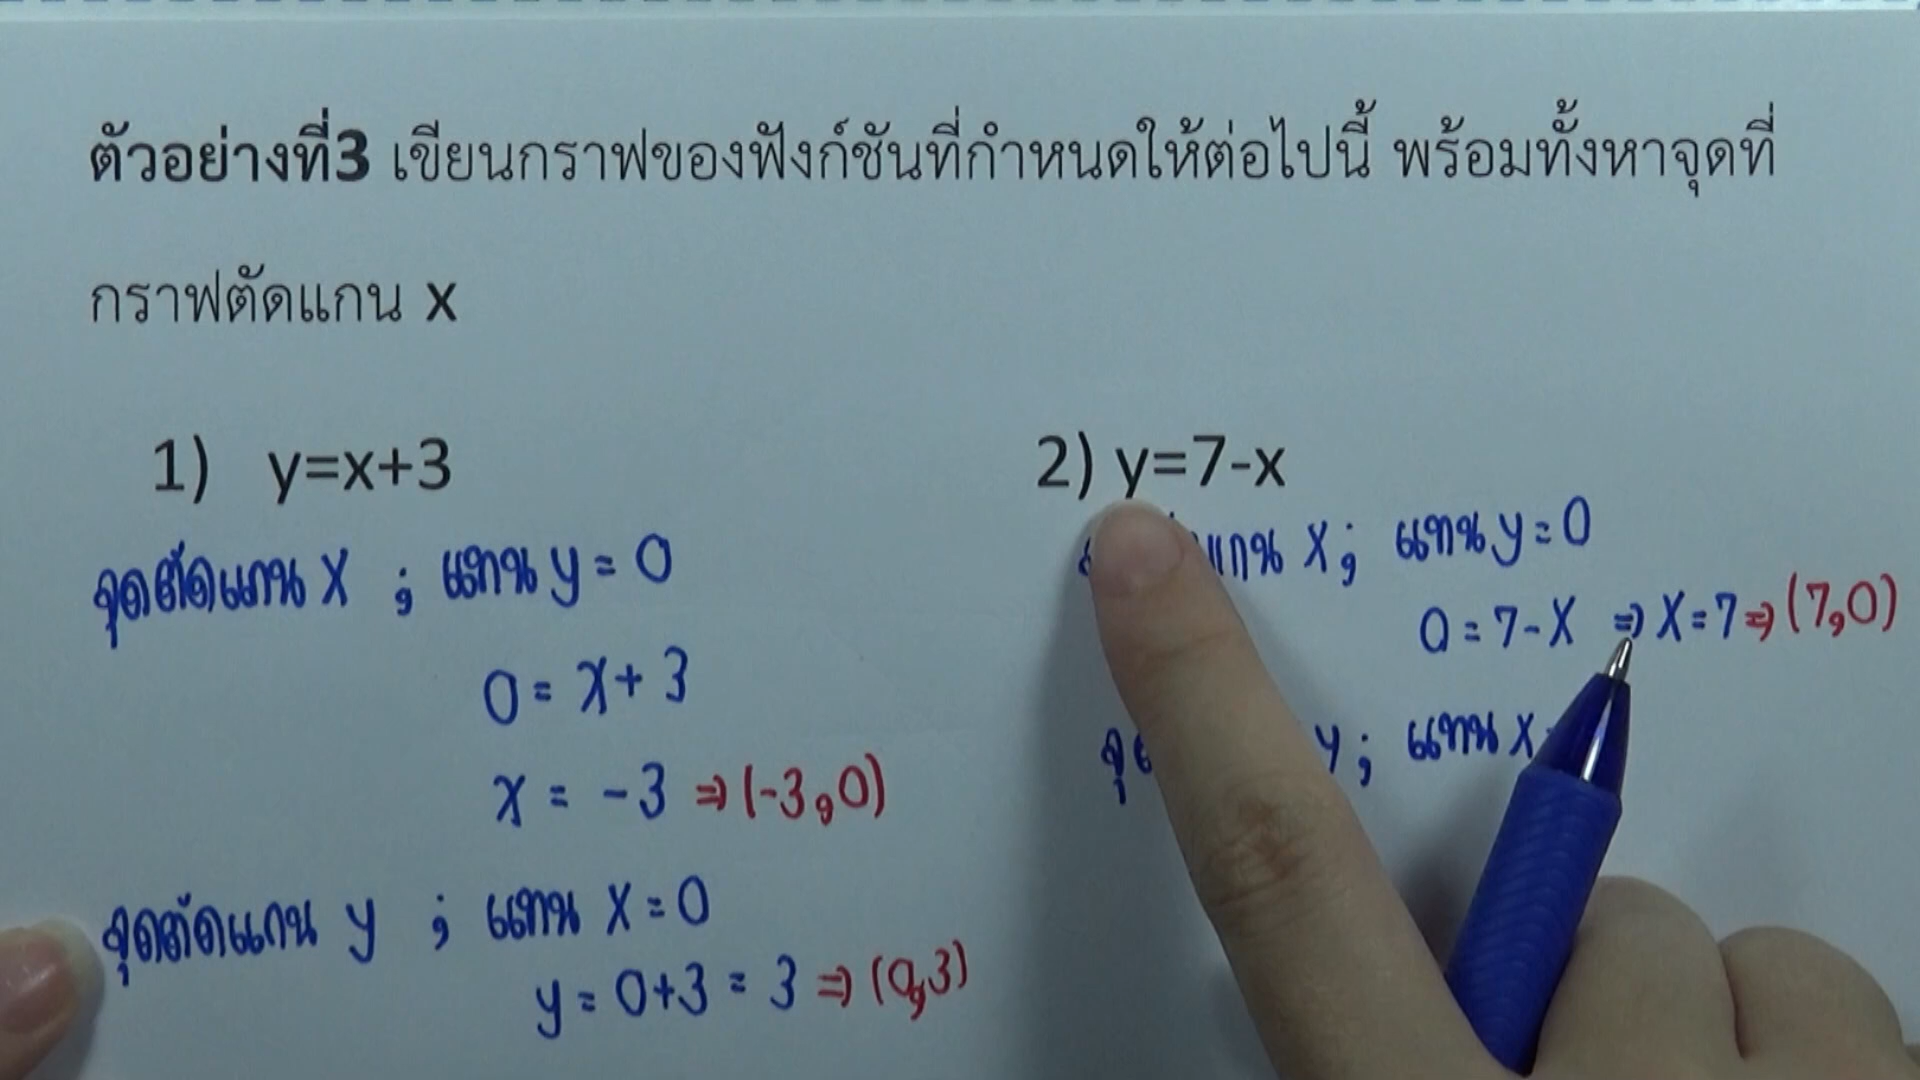 ตัวอย่างที่3 เขียนกราฟของฟังก์ชันที่กำหนดให้ต่อไปนี้ พร้อมทั้งหาจุดที่
กราฟตัดแกน x
1) y=x+3
จุดตัดแกน x ; แทน y = 0
0 = x + 3
x = -3 ⇒ (-3,0)
จุดตัดแกน y ; แทน x = 0
y = 0+3 = 3 ⇒ (0,3)
2) y=7-x
แกน x ; แทน y = 0
0 = 7 - x ⇒ x = 7 ⇒ (7,0)
y ; แทน x